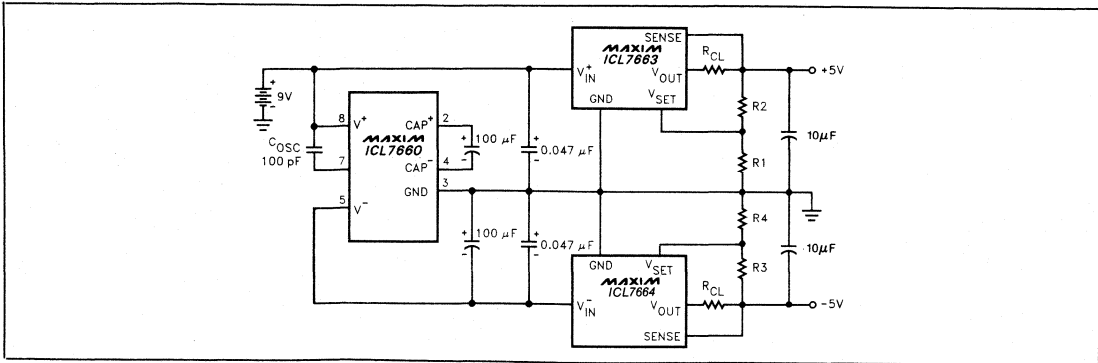 SENSE
MAXIM
ICL7663
V+IN
VOUT
GND
VSET
RCL
+5V
R2
R1
10μF
+
9V
-
8
V+
CAP+
2
COSC
100 pF
MAXIM
ICL7660
7
CAP-
4
GND
3
5
V-
+
100 μF
-
+
0.047 μF
-
+
100 μF
-
+
0.047 μF
-
R4
R3
10μF
GND
VSET
MAXIM
ICL7664
V-IN
VOUT
SENSE
RCL
-5V